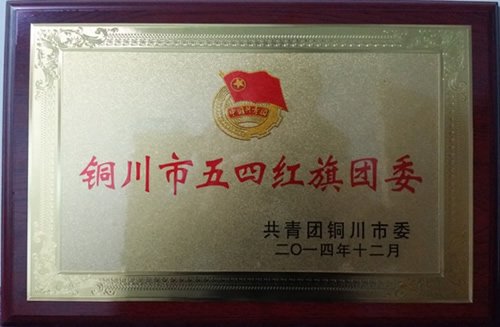 铜川市五四红旗团委
共青团铜川市委
二〇一四年十二月